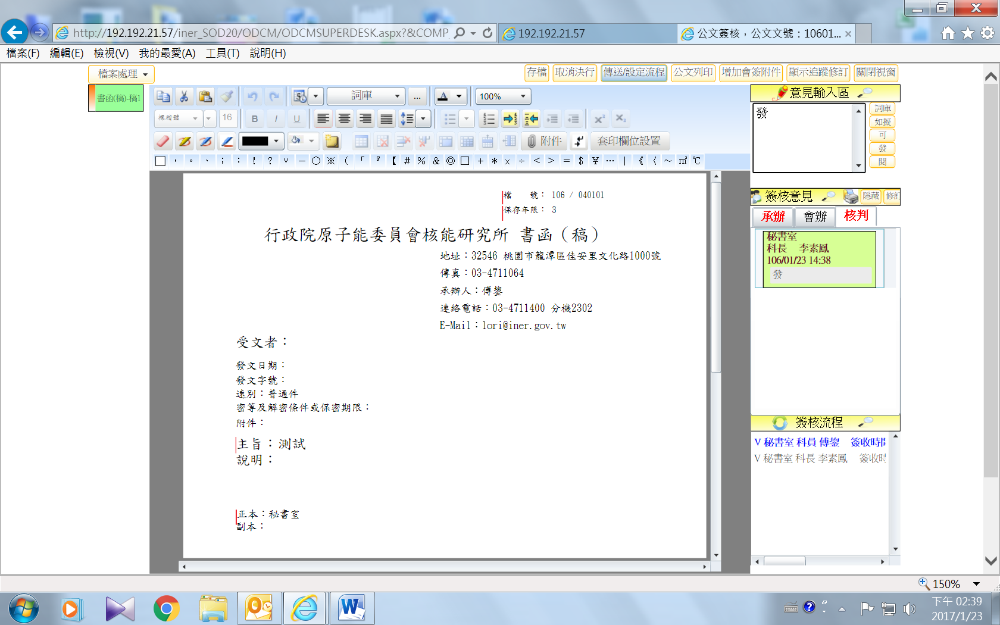 http://192.192.21.57/iner_SOD20/ODCM/ODCMSUPERDESK.aspx?&COMP
192.192.21.57
公文簽核，公文文號：10601...
檔案(F) 編輯(E) 檢視(V) 我的最愛(A) 工具(T) 說明(H)
檔案處理
存檔 取消決行 傳送/設定流程 公文列印 增加會簽附件 顯示追蹤修訂 關閉視窗
書函(稿)-稿1
詞庫 ... A 100%
標楷體 16 B I U
附件 套印欄位設置
， 。 、 ； ： ！ ？ ˅ — ○ ※ （ 「 『 【 # % & ◎ □ + * x ÷ < > = $ ¥ … | 《 〈 ～ ㎡ ℃
檔 號： 106 / 040101
保存年限： 3
行政院原子能委員會核能研究所 書函（稿）
地址：32546 桃園市龍潭區佳安里文化路1000號
傳真：03-4711064
承辦人：傅鋆
連絡電話：03-4711400 分機2302
E-Mail：lori@iner.gov.tw
受文者：
發文日期：
發文字號：
速別：普通件
密等及解密條件或保密期限：
附件：
主旨：測試
說明：
正本：秘書室
副本：
意見輸入區
發
詞庫
如擬
可
發
閱
簽核意見 隱藏 修訂
承辦 會辦 核判
秘書室
科長 李素鳳
106/01/23 14:38
發
簽核流程
V 秘書室 科員 傅鋆 簽收時間
V 秘書室 科長 李素鳳 簽收時
150%
下午 02:39
2017/1/23